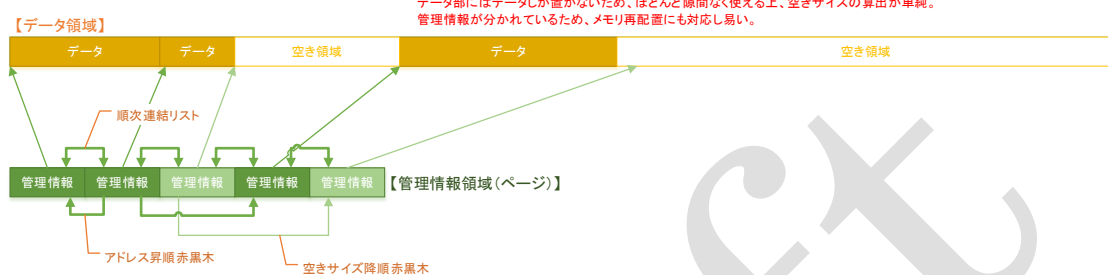 データ部にはデータしか置かないため、ほとんど隙間なく使える上、空きサイズの算出が単純。
管理情報が分かれているため、メモリ再配置にも対応し易い。
【データ領域】
データ データ 空き領域 データ 空き領域
順次連結リスト
管理情報 管理情報 管理情報 管理情報 管理情報 【管理情報領域(ページ)】
アドレス昇順赤黒木
空きサイズ降順赤黒木
ft